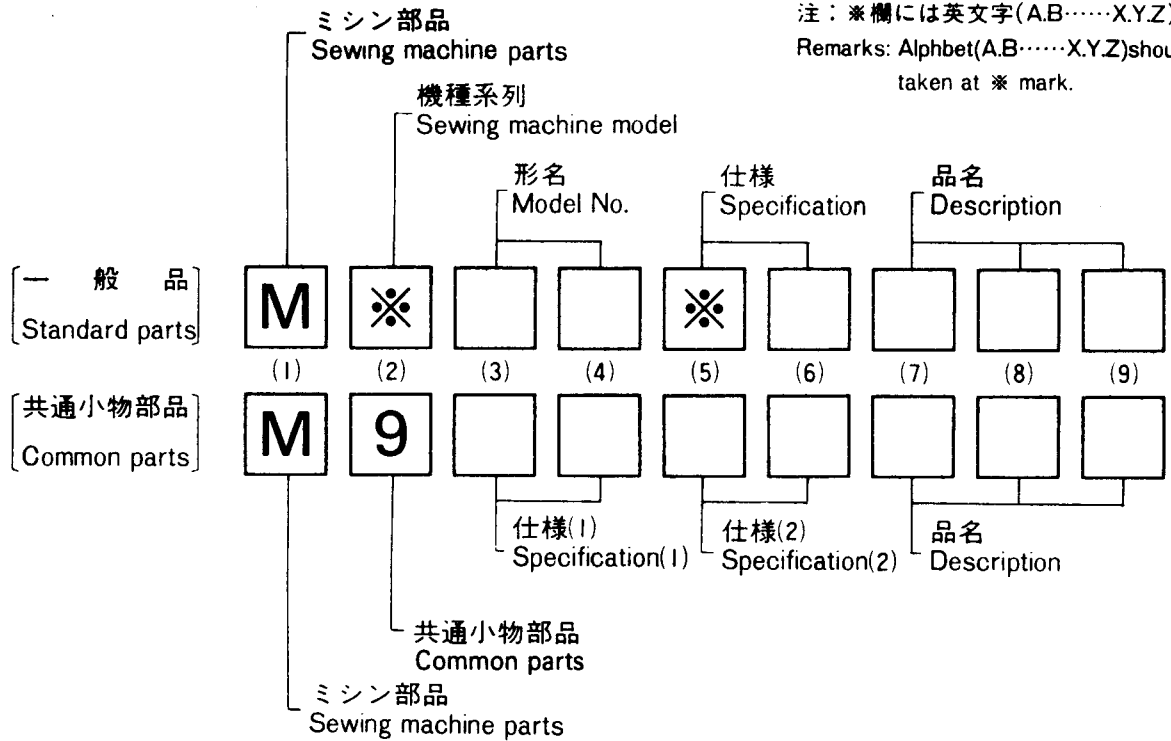 ミシン部品
Sewing machine parts
注：※欄には英文字(A.B……X.Y.Z)
Remarks: Alphbet(A.B……X.Y.Z)shou
taken at ※ mark.
機種系列
Sewing machine model
形名
Model No.
仕様
Specification
品名
Description
一般品
Standard parts
M ※ ※
(1) (2) (3) (4) (5) (6) (7) (8) (9)
共通小物部品
Common parts
M 9
仕様(1)
Specification(1)
仕様(2)
Specification(2)
品名
Description
共通小物部品
Common parts
ミシン部品
Sewing machine parts